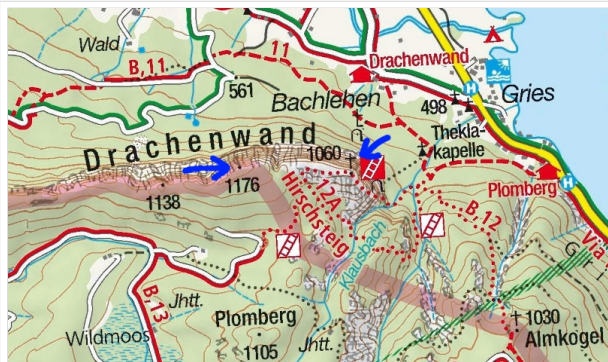 Wald
B,11
11
561
Drachenwand
Bachlehen
498
Gries
H
Thekla-
kapelle
Drachenwand
1060
1138
1176
12A
Hirschsteig
Klausbach
Plomberg
H
B,12
Via
B,13
Jhtt.
Wildmoos
Plomberg
1105
Jhtt.
1030
Almkogel